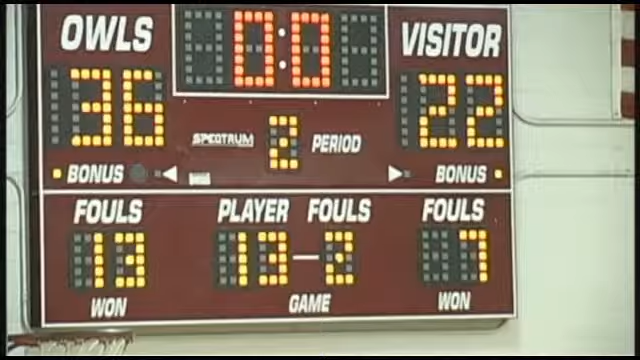 OWLS 0:0 VISITOR
36 22
SPECTRUM 2 PERIOD
BONUS BONUS
FOULS PLAYER FOULS FOULS
13 13-2 7
WON GAME WON